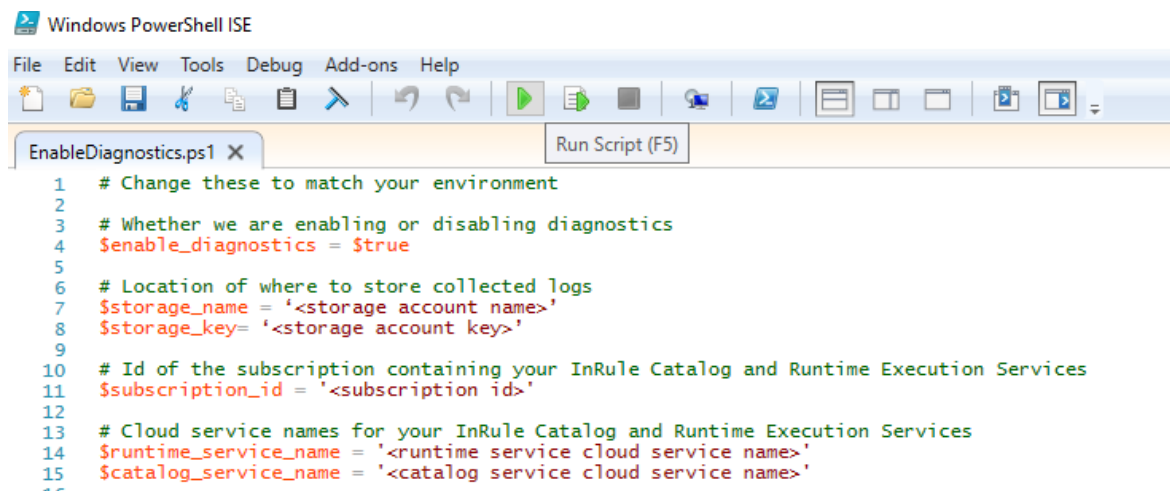 Windows PowerShell ISE
File Edit View Tools Debug Add-ons Help
EnableDiagnostics.ps1
Run Script (F5)
1 # Change these to match your environment
2
3 # Whether we are enabling or disabling diagnostics
4 $enable_diagnostics = $true
5
6 # Location of where to store collected logs
7 $storage_name = ‘<storage account name>'
8 $storage_key= ‘<storage account key>'
9
10 # Id of the subscription containing your InRule Catalog and Runtime Execution Services
11 $subscription_id = '<subscription id>'
12
13 # Cloud service names for your InRule Catalog and Runtime Execution Services
14 $runtime_service_name = '<runtime service cloud service name>'
15 $catalog_service_name = '<catalog service cloud service name>'